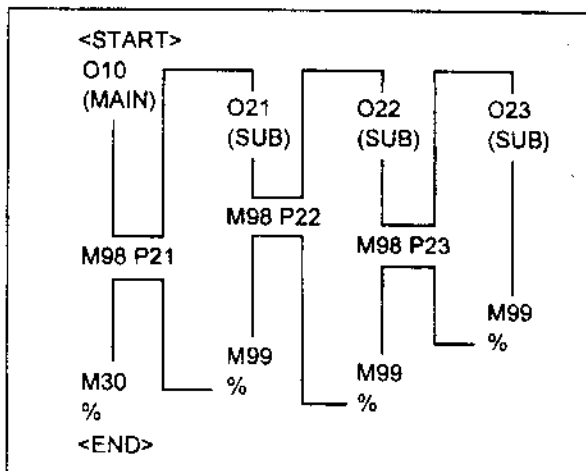 <START>
O10
(MAIN)
M98 P21
M30
%
<END>
O21
(SUB)
M98 P22
M99
%
O22
(SUB)
M98 P23
M99
%
O23
(SUB)
M99
%